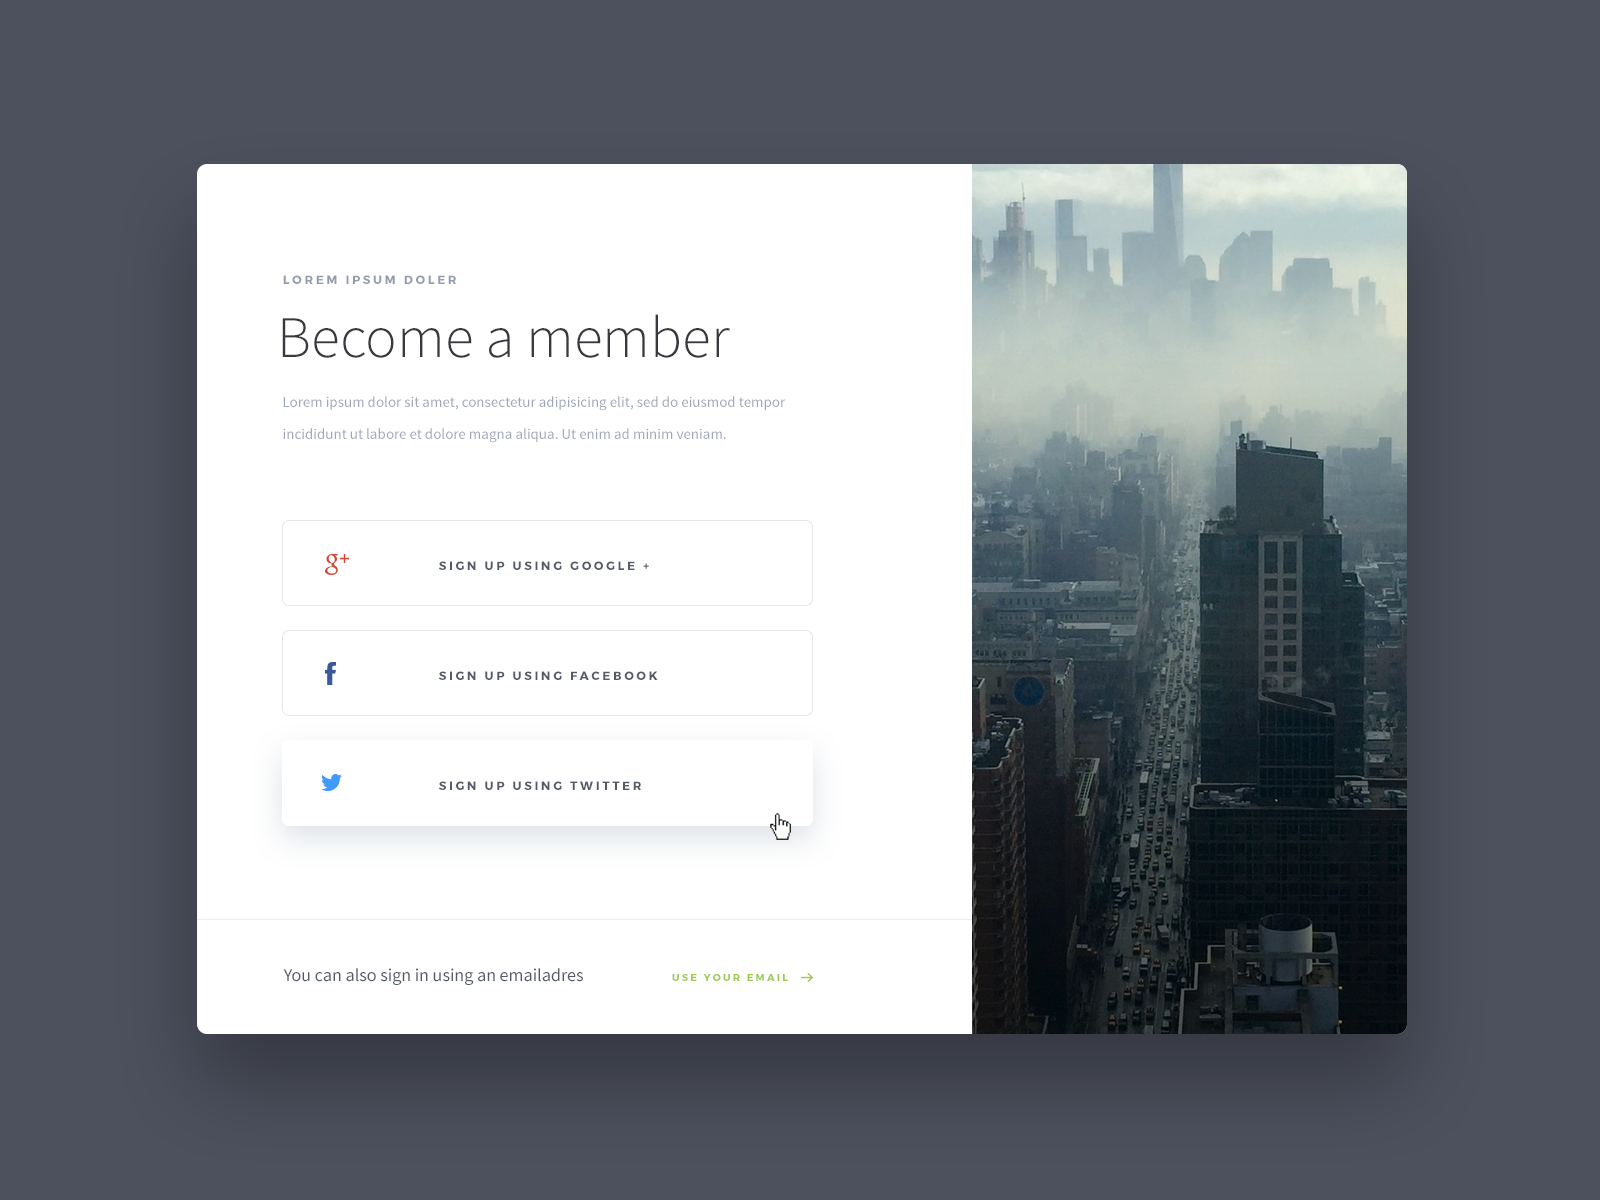 LOREM IPSUM DOLER
Become a member
Lorem ipsum dolor sit amet, consectetur adipisicing elit, sed do eiusmod tempor
incididunt ut labore et dolore magna aliqua. Ut enim ad minim veniam.
g+ SIGN UP USING GOOGLE +
f SIGN UP USING FACEBOOK
SIGN UP USING TWITTER
You can also sign in using an emailadres USE YOUR EMAIL →